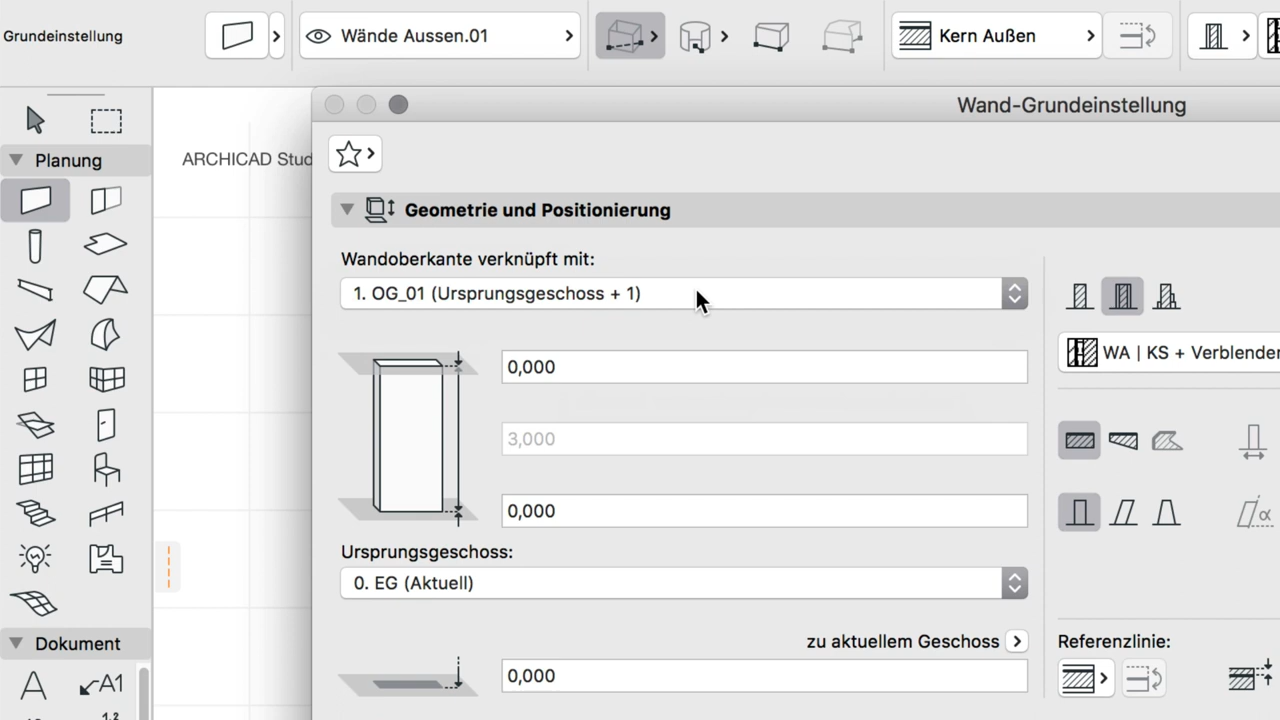 Grundeinstellung
Wände Aussen.01
Kern Außen
Wand-Grundeinstellung
Planung
ARCHICAD Stud
Geometrie und Positionierung
Wandoberkante verknüpft mit:
1. OG_01 (Ursprungsgeschoss + 1)
WA | KS + Verblender
0,000
3,000
0,000
α
Ursprungsgeschoss:
0. EG (Aktuell)
zu aktuellem Geschoss
Referenzlinie:
Dokument
0,000
A
A1
1.2